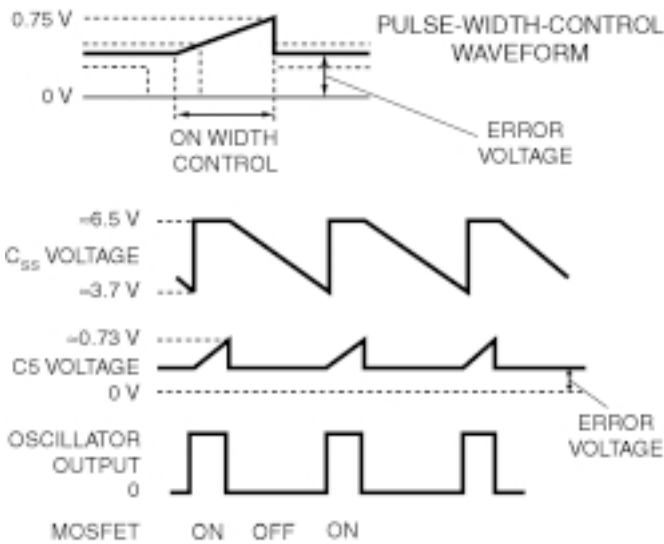 0.75 V
PULSE-WIDTH-CONTROL
WAVEFORM
0 V
ON WIDTH
CONTROL
ERROR
VOLTAGE
≈6.5 V
CSS VOLTAGE
≈3.7 V
≈0.73 V
C5 VOLTAGE
0 V
ERROR
VOLTAGE
OSCILLATOR
OUTPUT
0
MOSFET ON OFF ON